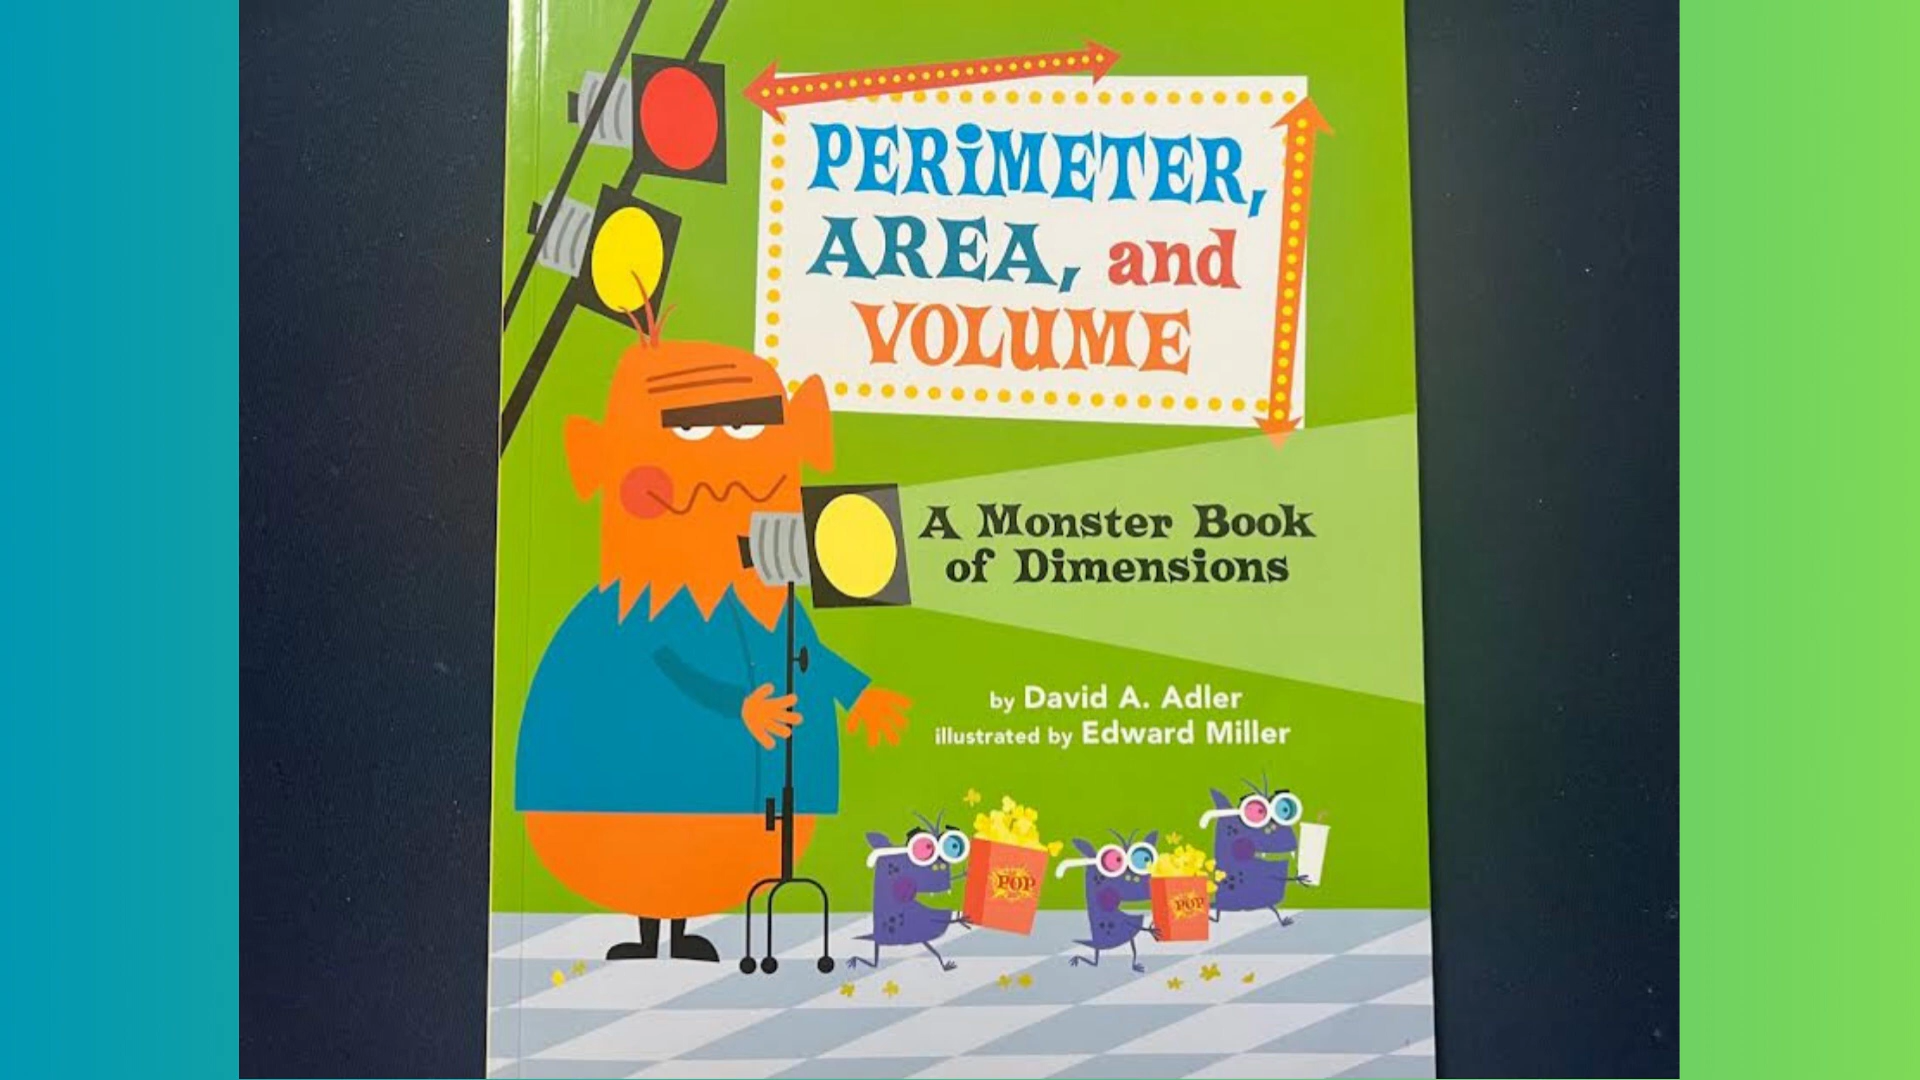 PERiMETER,
AREA, and
VOLUME
A Monster Book
of Dimensions
by David A. Adler
illustrated by Edward Miller
POP
POP